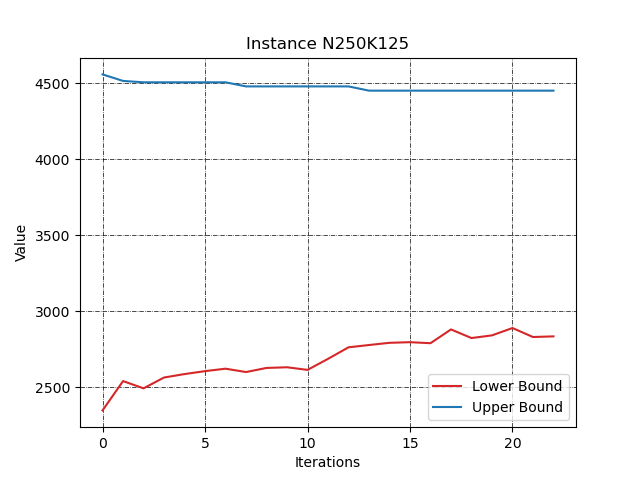 Instance N250K125
4500
4000
3500
3000
2500
Value
0 5 10 15 20
Iterations
Lower Bound
Upper Bound